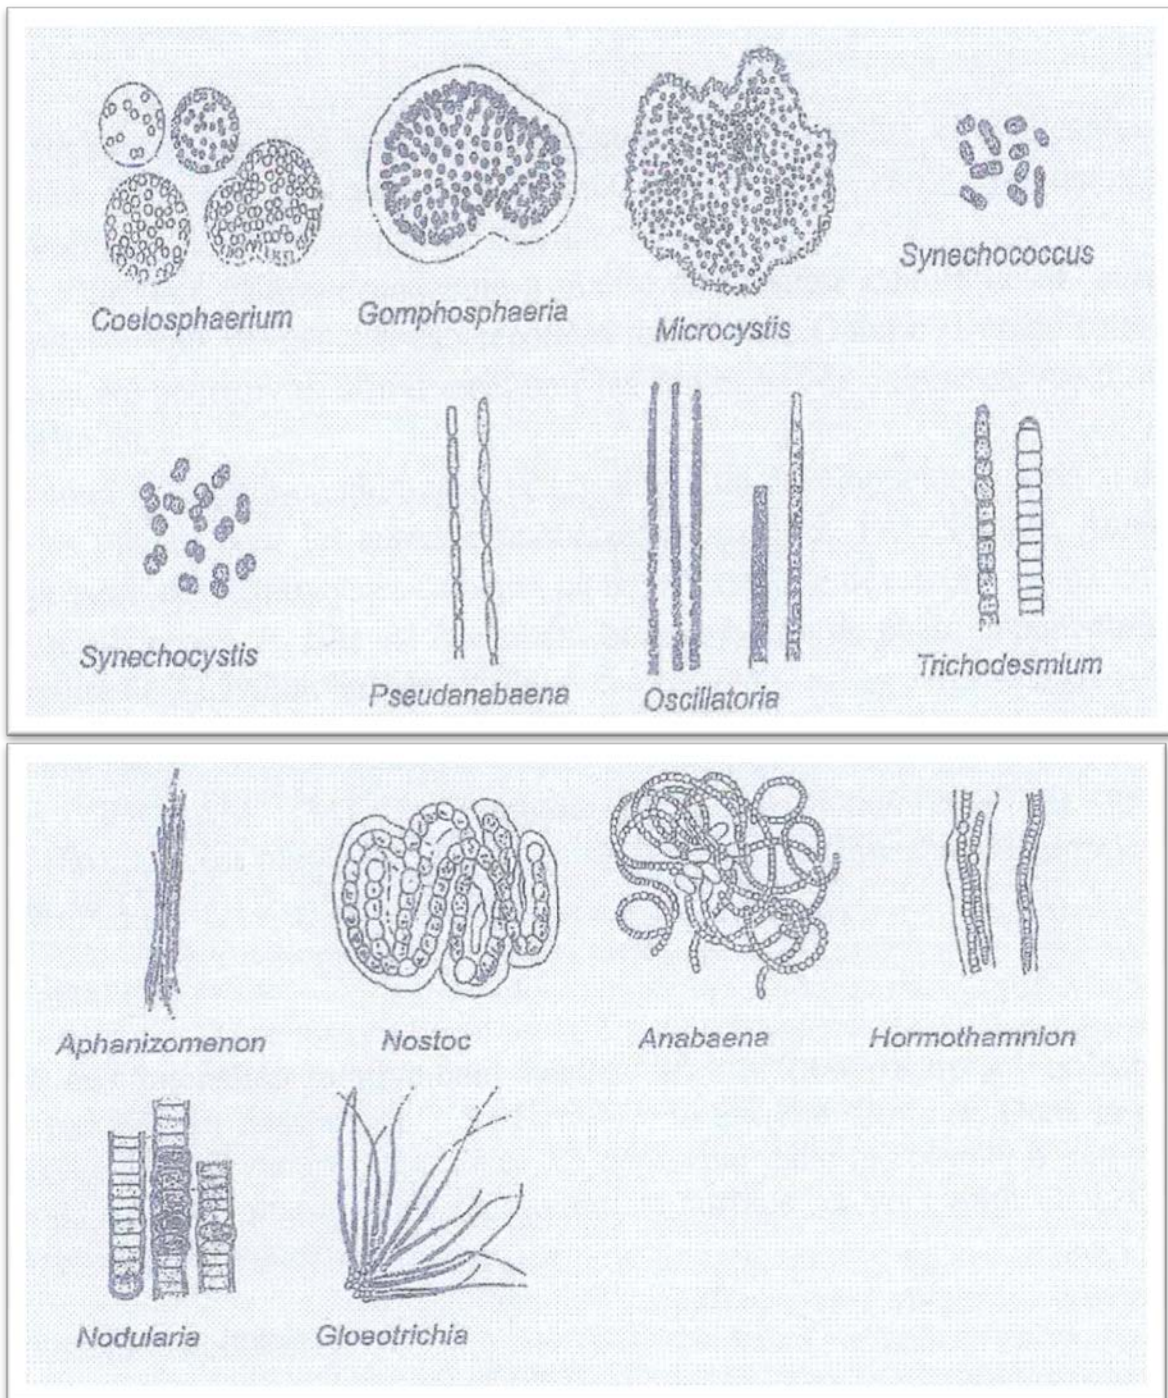 Coelosphaerium
Gomphosphaeria
Microcystis
Synechococcus
Synechocystis
Pseudanabaena
Oscillatoria
Trichodesmium
Aphanizomenon
Nostoc
Anabaena
Hormothamnion
Nodularia
Gloeotrichia